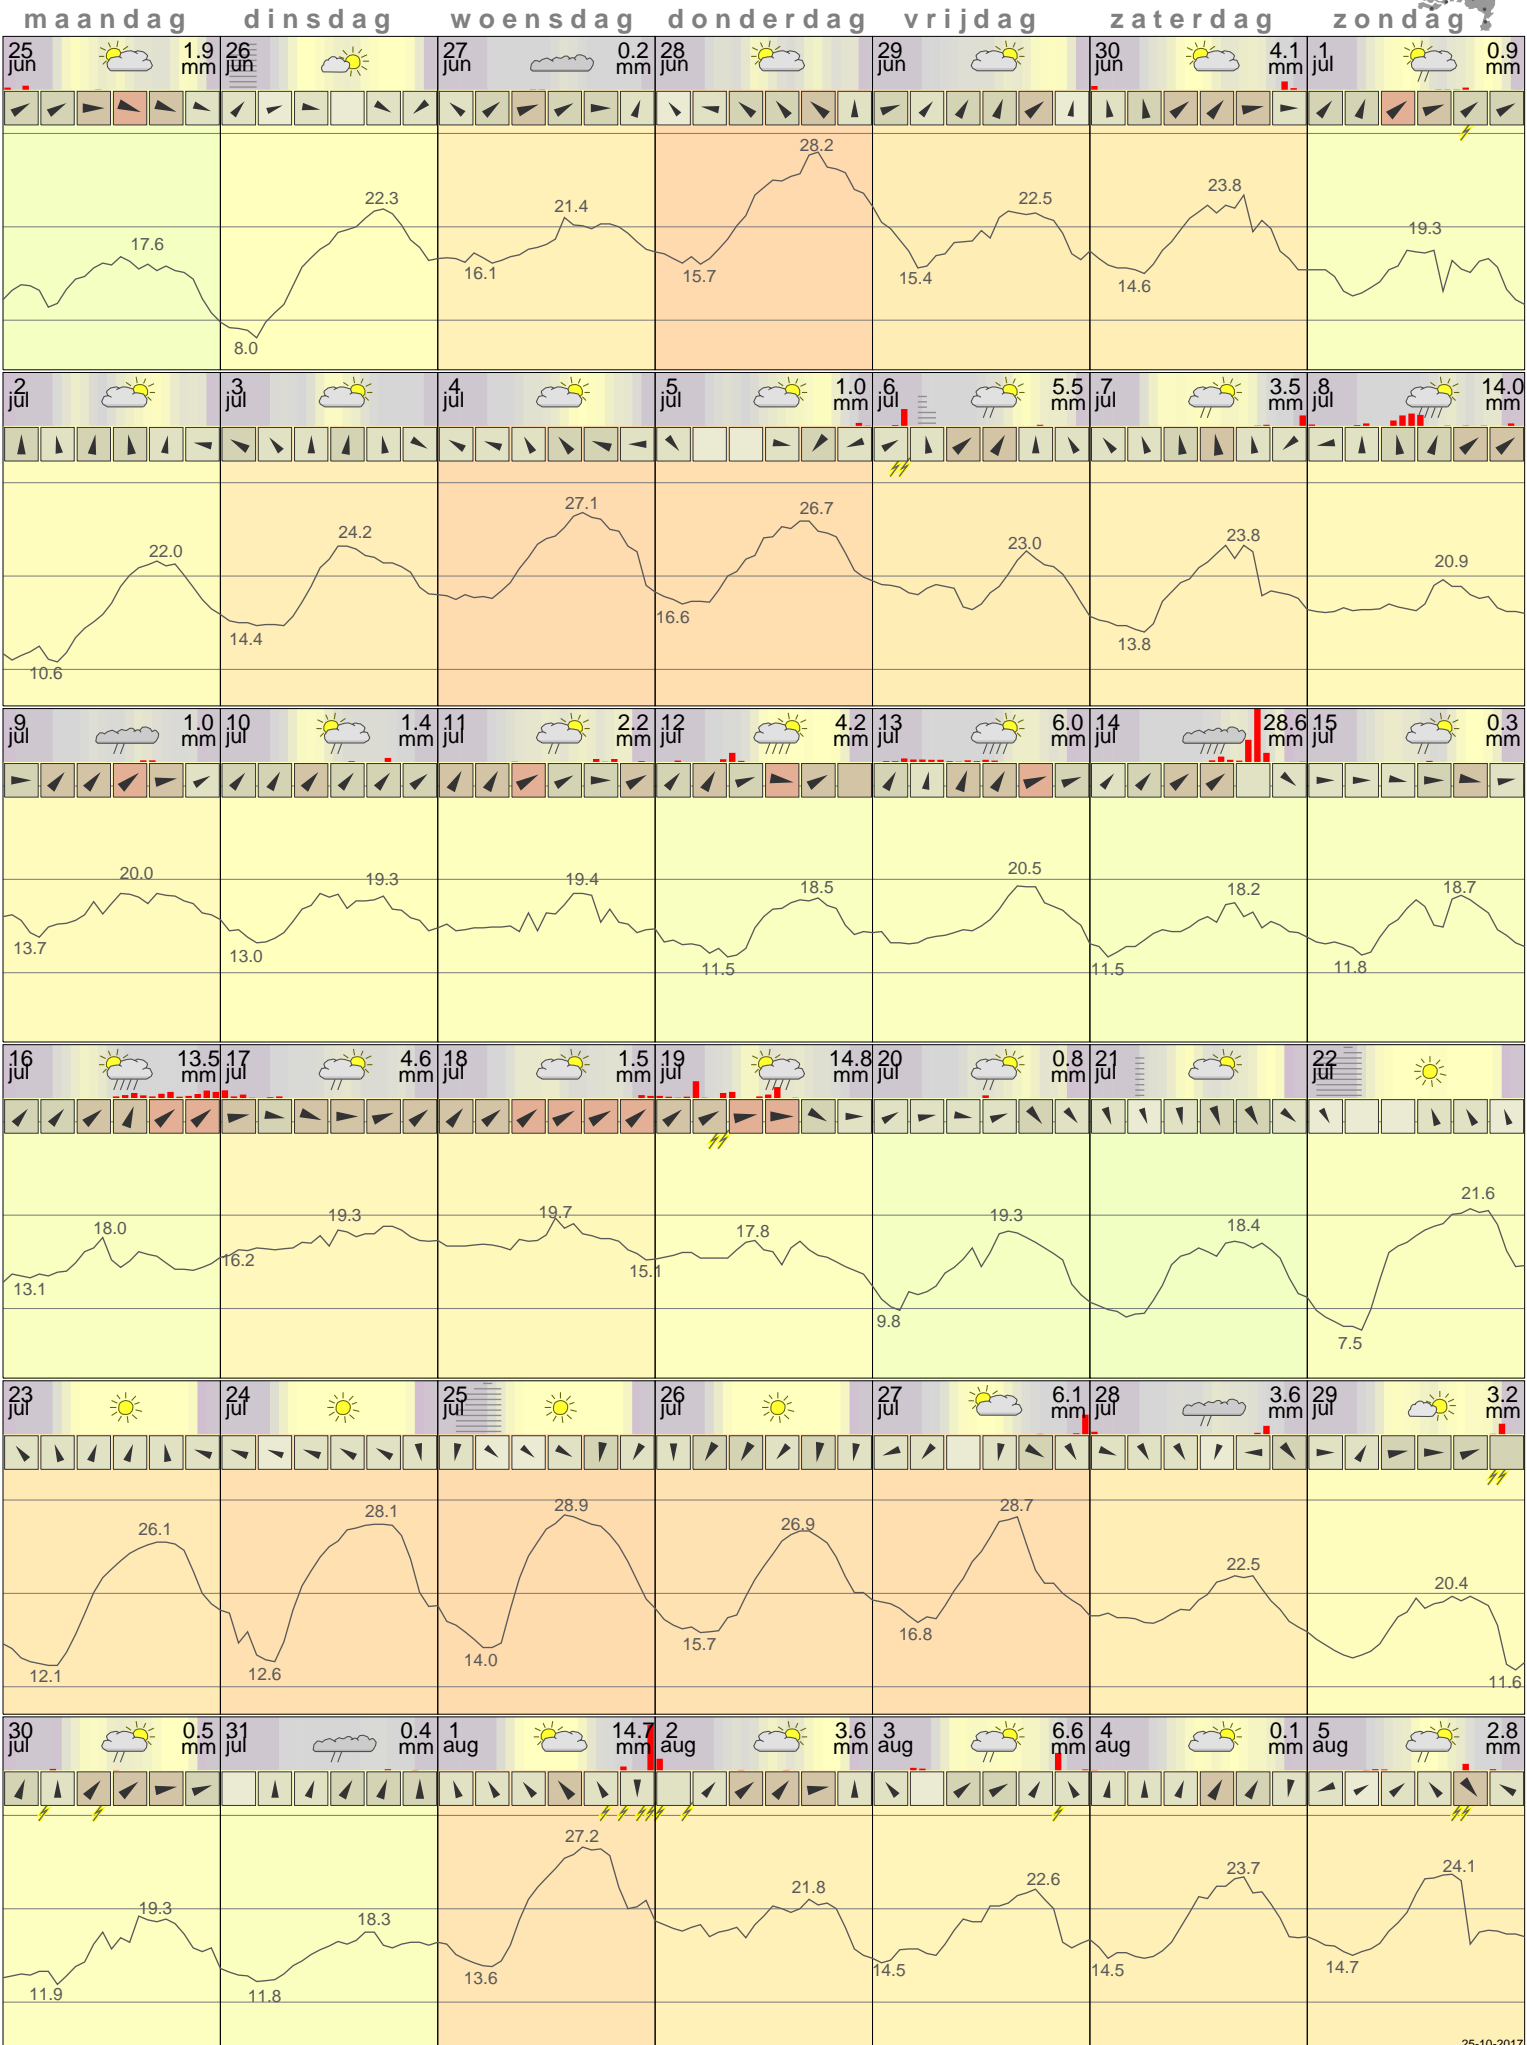 maandag dinsdag woensdag donderdag vrijdag zaterdag zondag
25 1.9 26 27 0.2 28 29 30 4.1 1 0.9
jun mm jun jun mm jun jun jun mm jul mm
28.2
22.3 21.4 22.5 23.8
17.6 19.3
16.1 15.7 15.4 14.6
8.0
2 3 4 5 1.0 6 5.5 7 3.5 8 14.0
jul jul jul jul mm jul mm jul mm jul mm
27.1 26.7
24.2 23.0 23.8
22.0 20.9
16.6
14.4 13.8
10.6
9 1.0 10 1.4 11 2.2 12 4.2 13 6.0 14 28.6 15 0.3
jul mm jul mm jul mm jul mm jul mm jul mm jul mm
20.0 19.3 19.4 18.5 20.5 18.2 18.7
13.7 13.0 11.5 11.5 11.8
16 13.5 17 4.6 18 1.5 19 14.8 20 0.8 21 22
jul mm jul mm jul mm jul mm jul mm jul jul
21.6
18.0 19.3 19.7 17.8 19.3 18.4
16.2 15.1
13.1
9.8 7.5
23 24 25 26 27 6.1 28 3.6 29 3.2
jul jul jul jul jul mm jul mm jul mm
26.1 28.1 28.9 26.9 28.7
22.5 20.4
12.1 12.6 14.0 15.7 16.8 11.6
30 0.5 31 0.4 1 14.7 2 3.6 3 6.6 4 0.1 5 2.8
jul mm jul mm aug mm aug mm aug mm aug mm aug mm
27.2
21.8 22.6 23.7 24.1
19.3 18.3
11.9 11.8 13.6 14.5 14.5 14.7
25-10-2017